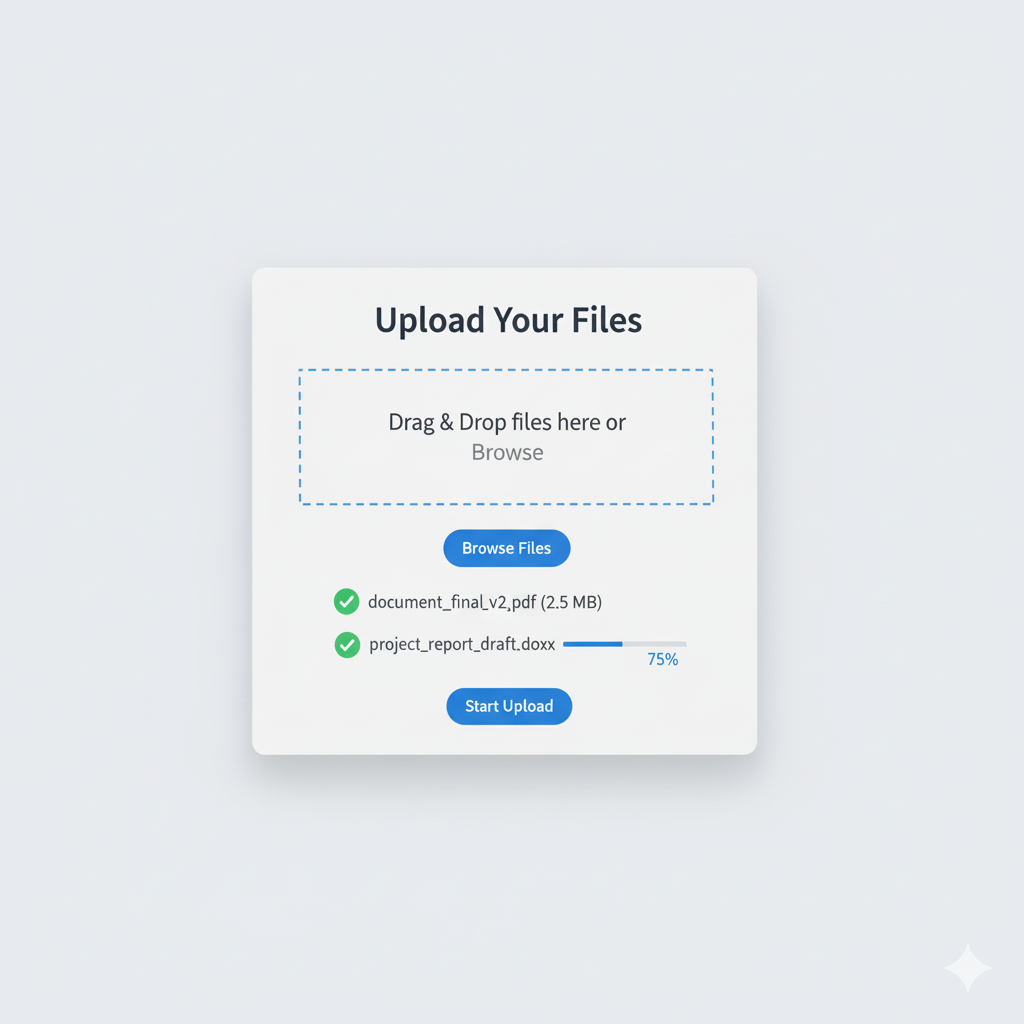 Upload Your Files
Drag & Drop files here or
Browse
Browse Files
document_final_v2.pdf (2.5 MB)
project_report_draft.doxx
75%
Start Upload